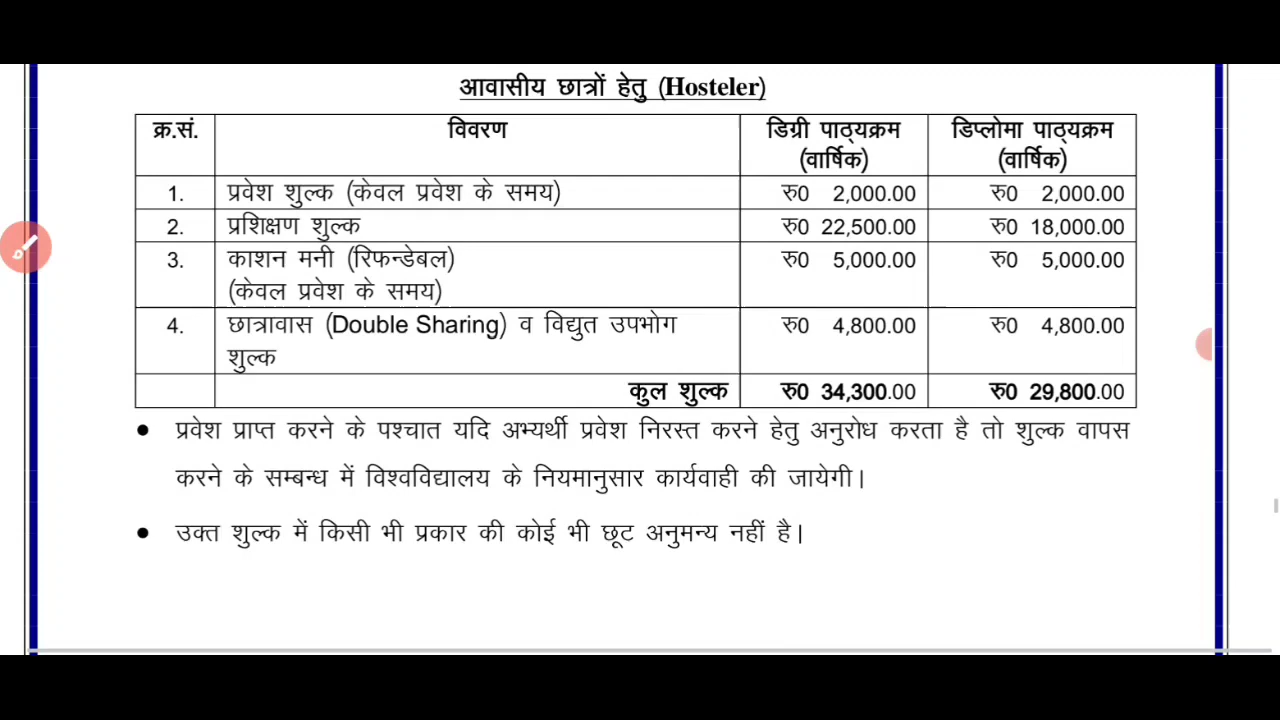 आवासीय छात्रों हेतु (Hosteler)
क्र.सं. विवरण डिग्री पाठ्यक्रम (वार्षिक) डिप्लोमा पाठ्यक्रम (वार्षिक)
1. प्रवेश शुल्क (केवल प्रवेश के समय) रु0 2,000.00 रु0 2,000.00
2. प्रशिक्षण शुल्क रु0 22,500.00 रु0 18,000.00
3. काशन मनी (रिफन्डेबल) रु0 5,000.00 रु0 5,000.00
(केवल प्रवेश के समय)
4. छात्रावास (Double Sharing) व विद्युत उपभोग रु0 4,800.00 रु0 4,800.00
शुल्क
कुल शुल्क रु0 34,300.00 रु0 29,800.00
• प्रवेश प्राप्त करने के पश्चात यदि अभ्यर्थी प्रवेश निरस्त करने हेतु अनुरोध करता है तो शुल्क वापस
करने के सम्बन्ध में विश्वविद्यालय के नियमानुसार कार्यवाही की जायेगी।
• उक्त शुल्क में किसी भी प्रकार की कोई भी छूट अनुमन्य नहीं है।